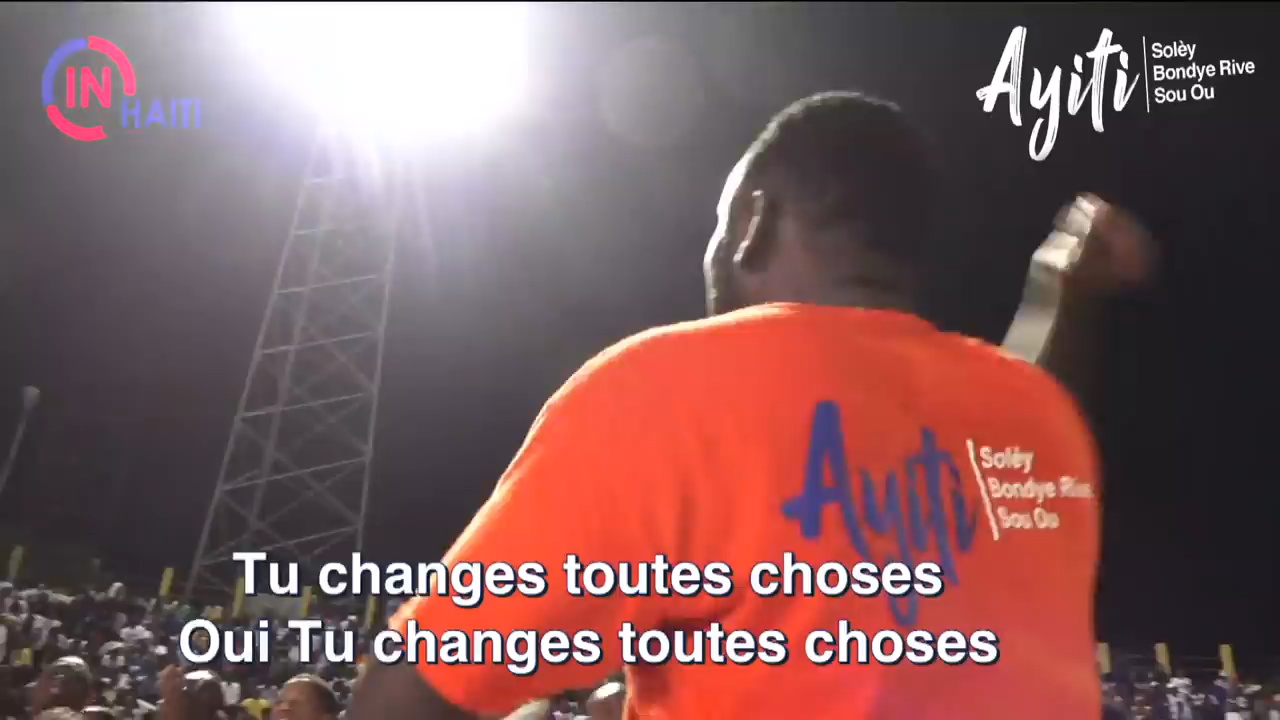 IN
HAITI
Ayiti
Solèy
Bondye Rive
Sou Ou
Ayiti
Solèy
Bondye Rive
Sou Ou
Tu changes toutes choses
Oui Tu changes toutes choses